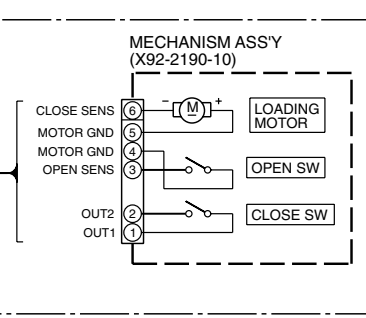 MECHANISM ASS'Y
(X92-2190-10)
CLOSE SENS 6 - M + LOADING
MOTOR
MOTOR GND 5
MOTOR GND 4
OPEN SENS 3 OPEN SW
OUT2 2 CLOSE SW
OUT1 1